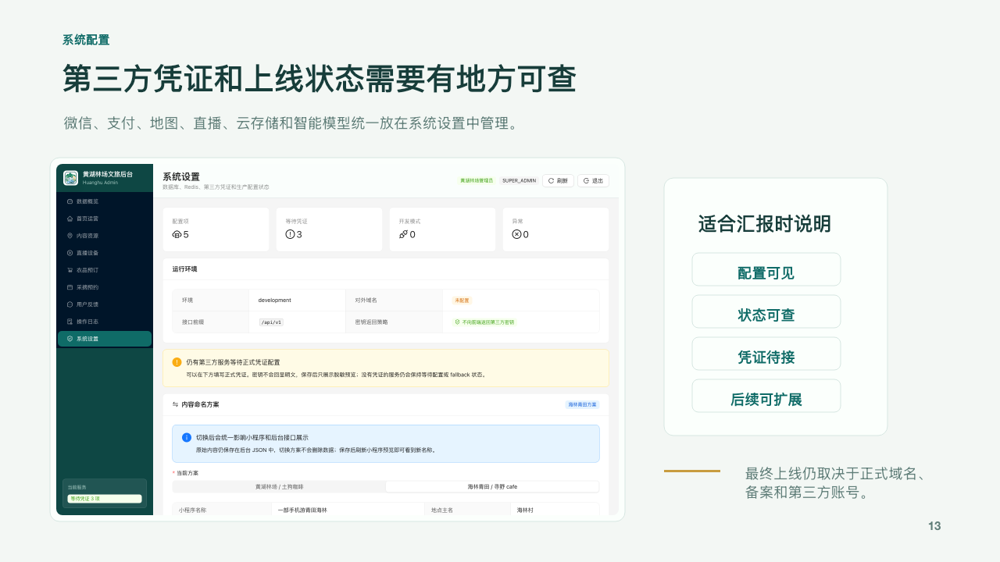 系统配置
第三方凭证和上线状态需要有地方可查
微信、支付、地图、直播、云存储和智能模型统一放在系统设置中管理。
黄湖林场文旅后台
Huanghu Admin
数据概览
首页运营
内容资源
直播设备
农品预订
采摘预约
用户反馈
操作日志
系统设置
当前服务
等待凭证 3 项
系统设置
数据库、Redis、第三方凭证和生产配置状态
黄湖林场管理员
SUPER_ADMIN
刷新
退出
配置项
5
等待凭证
3
开发模式
0
异常
0
运行环境
环境
development
对外域名
未配置
接口前缀
/api/v1
密钥返回策略
不向前端返回第三方密钥
仍有第三方服务等待正式凭证配置
可以在下方填写正式凭证。密钥不会回显明文，保存后只展示脱敏预览；没有凭证的服务仍会保持等待配置或 fallback 状态。
内容命名方案
海林青田方案
切换后会统一影响小程序和后台接口展示
原始内容仍保存在后台 JSON 中，切换方案不会删除数据；保存后刷新小程序预览即可看到新名称。
* 当前方案
黄湖林场 / 土狗咖啡
海林青田 / 寻野 cafe
小程序名称
一部手机游青田海林
地点主名
海林村
适合汇报时说明
配置可见
状态可查
凭证待接
后续可扩展
最终上线仍取决于正式域名、
备案和第三方账号。
13